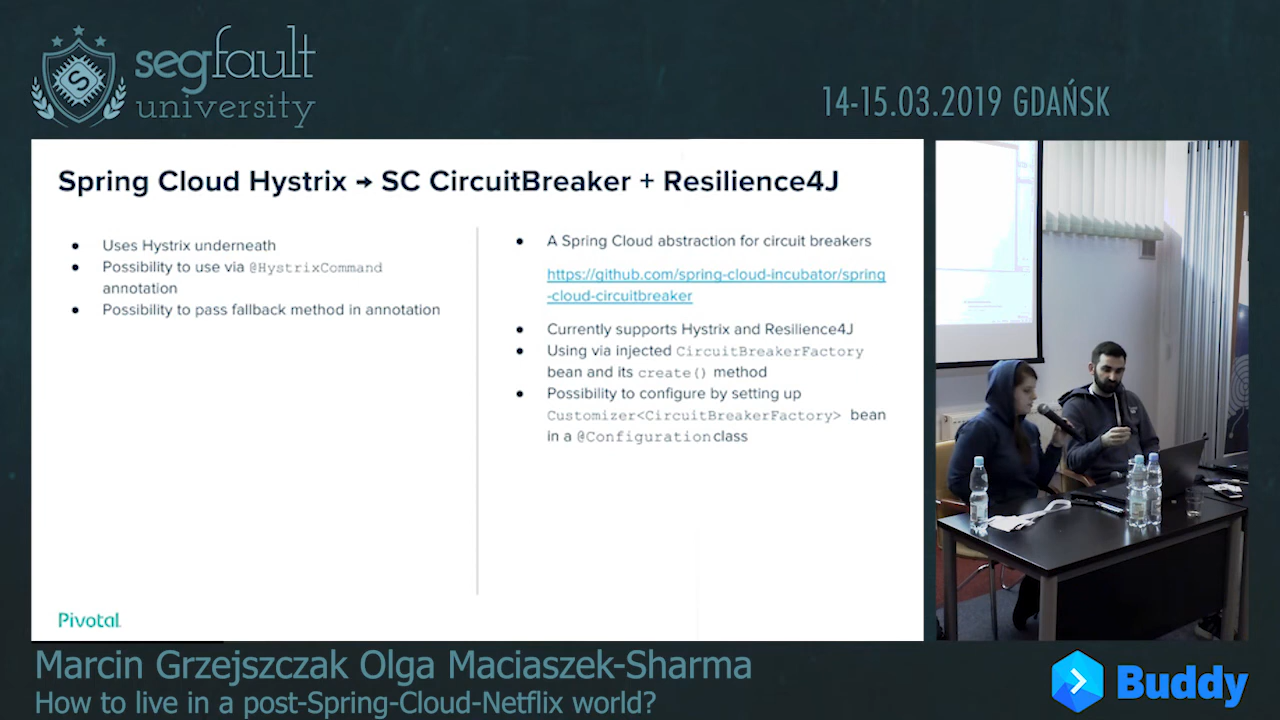 segfault
university
14-15.03.2019 GDAŃSK
Spring Cloud Hystrix → SC CircuitBreaker + Resilience4J
● Uses Hystrix underneath
● Possibility to use via @HystrixCommand
annotation
● Possibility to pass fallback method in annotation
● A Spring Cloud abstraction for circuit breakers
https://github.com/spring-cloud-incubator/spring
-cloud-circuitbreaker
● Currently supports Hystrix and Resilience4J
● Using via injected CircuitBreakerFactory
bean and its create() method
● Possibility to configure by setting up
Customizer<CircuitBreakerFactory> bean
in a @Configuration class
Pivotal
Marcin Grzejszczak Olga Maciaszek-Sharma
How to live in a post-Spring-Cloud-Netflix world?
Buddy